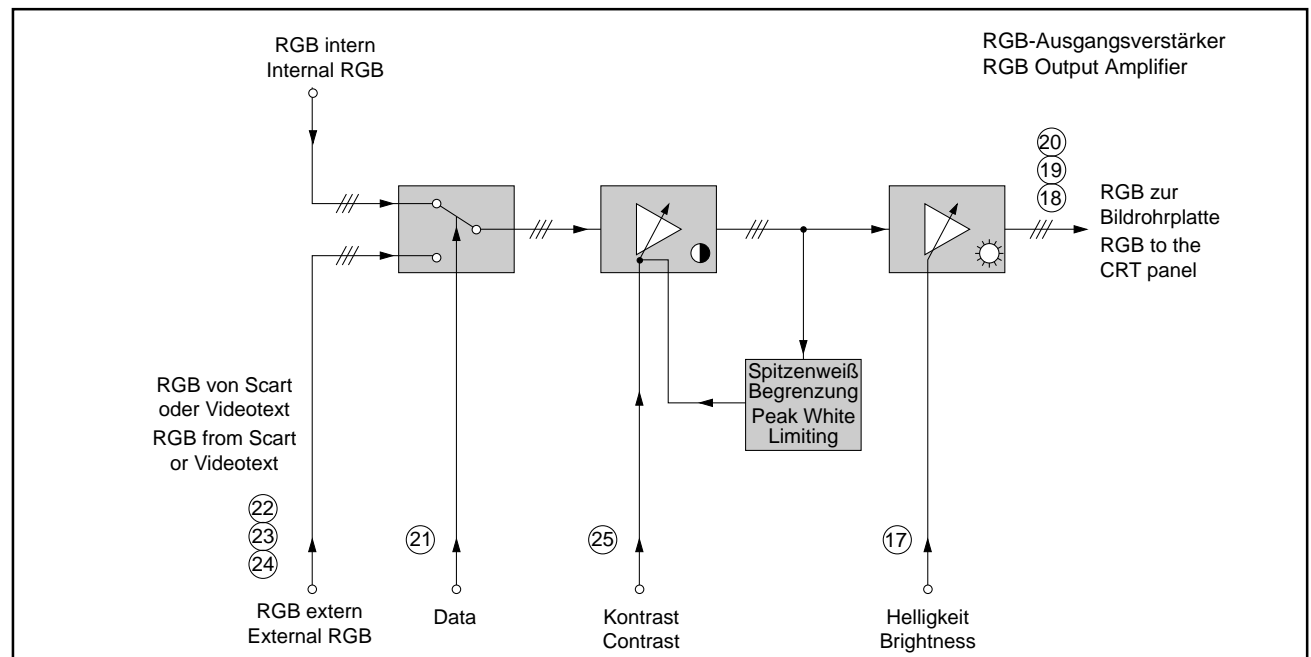 RGB intern
Internal RGB
RGB-Ausgangsverstärker
RGB Output Amplifier
20
19
18
RGB zur
Bildrohrplatte
RGB to the
CRT panel
Spitzenweiß
Begrenzung
Peak White
Limiting
RGB von Scart
oder Videotext
RGB from Scart
or Videotext
22
23
24
21
25
17
RGB extern
External RGB
Data
Kontrast
Contrast
Helligkeit
Brightness